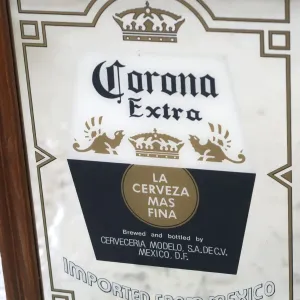 Corona
Extra
LA
CERVEZA
MAS
FINA
Brewed and bottled by
CERVECERIA MODELO, S.A. DE C.V.
MEXICO, D.F.
IMPORTED FROM MEXICO